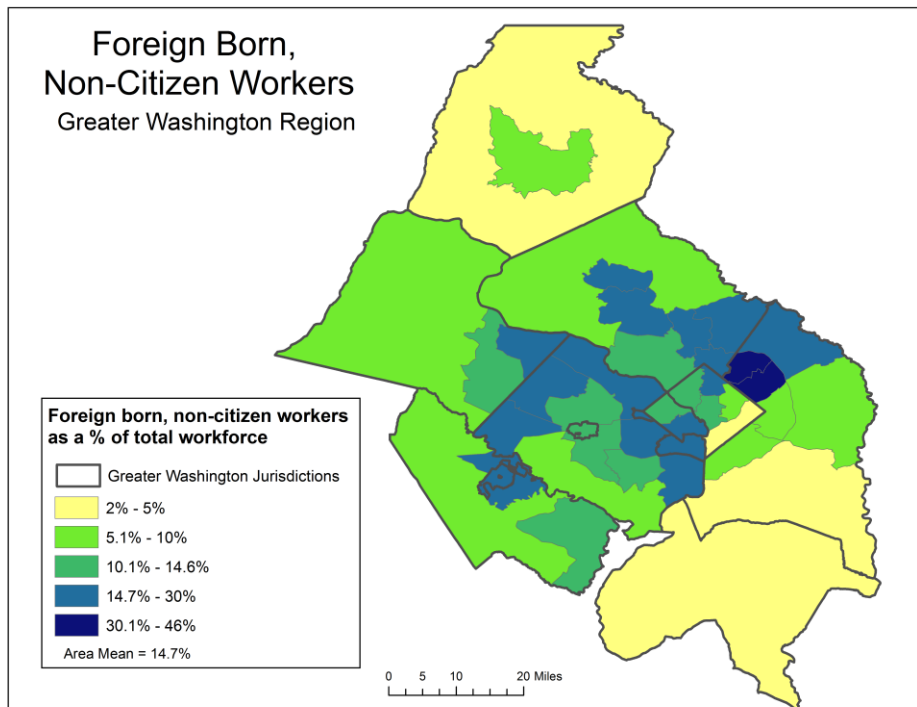 Foreign Born,
Non-Citizen Workers
Greater Washington Region
Foreign born, non-citizen workers
as a % of total workforce
Greater Washington Jurisdictions
2% - 5%
5.1% - 10%
10.1% - 14.6%
14.7% - 30%
30.1% - 46%
Area Mean = 14.7%
0 5 10 20 Miles